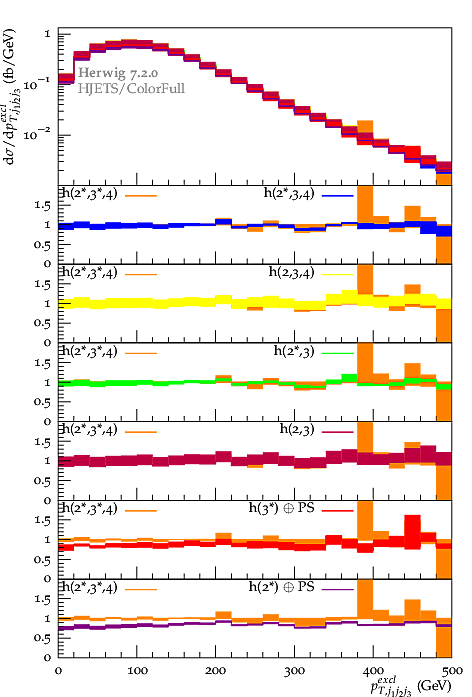 dσ/dp^{excl}_{T,j1j2j3} (fb/GeV)
1
10⁻¹
10⁻²
Herwig 7.2.0
HJETS/ColorFull
h(2*,3*,4) h(2*,3,4)
1.5
1
0.5
0
h(2*,3*,4) h(2,3,4)
1.5
1
0.5
0
h(2*,3*,4) h(2*,3)
1.5
1
0.5
0
h(2*,3*,4) h(2,3)
1.5
1
0.5
0
h(2*,3*,4) h(3*) ⊕ PS
1.5
1
0.5
0
h(2*,3*,4) h(2*) ⊕ PS
1.5
1
0.5
0
0 100 200 300 400 500
p^{excl}_{T,j1j2j3} (GeV)